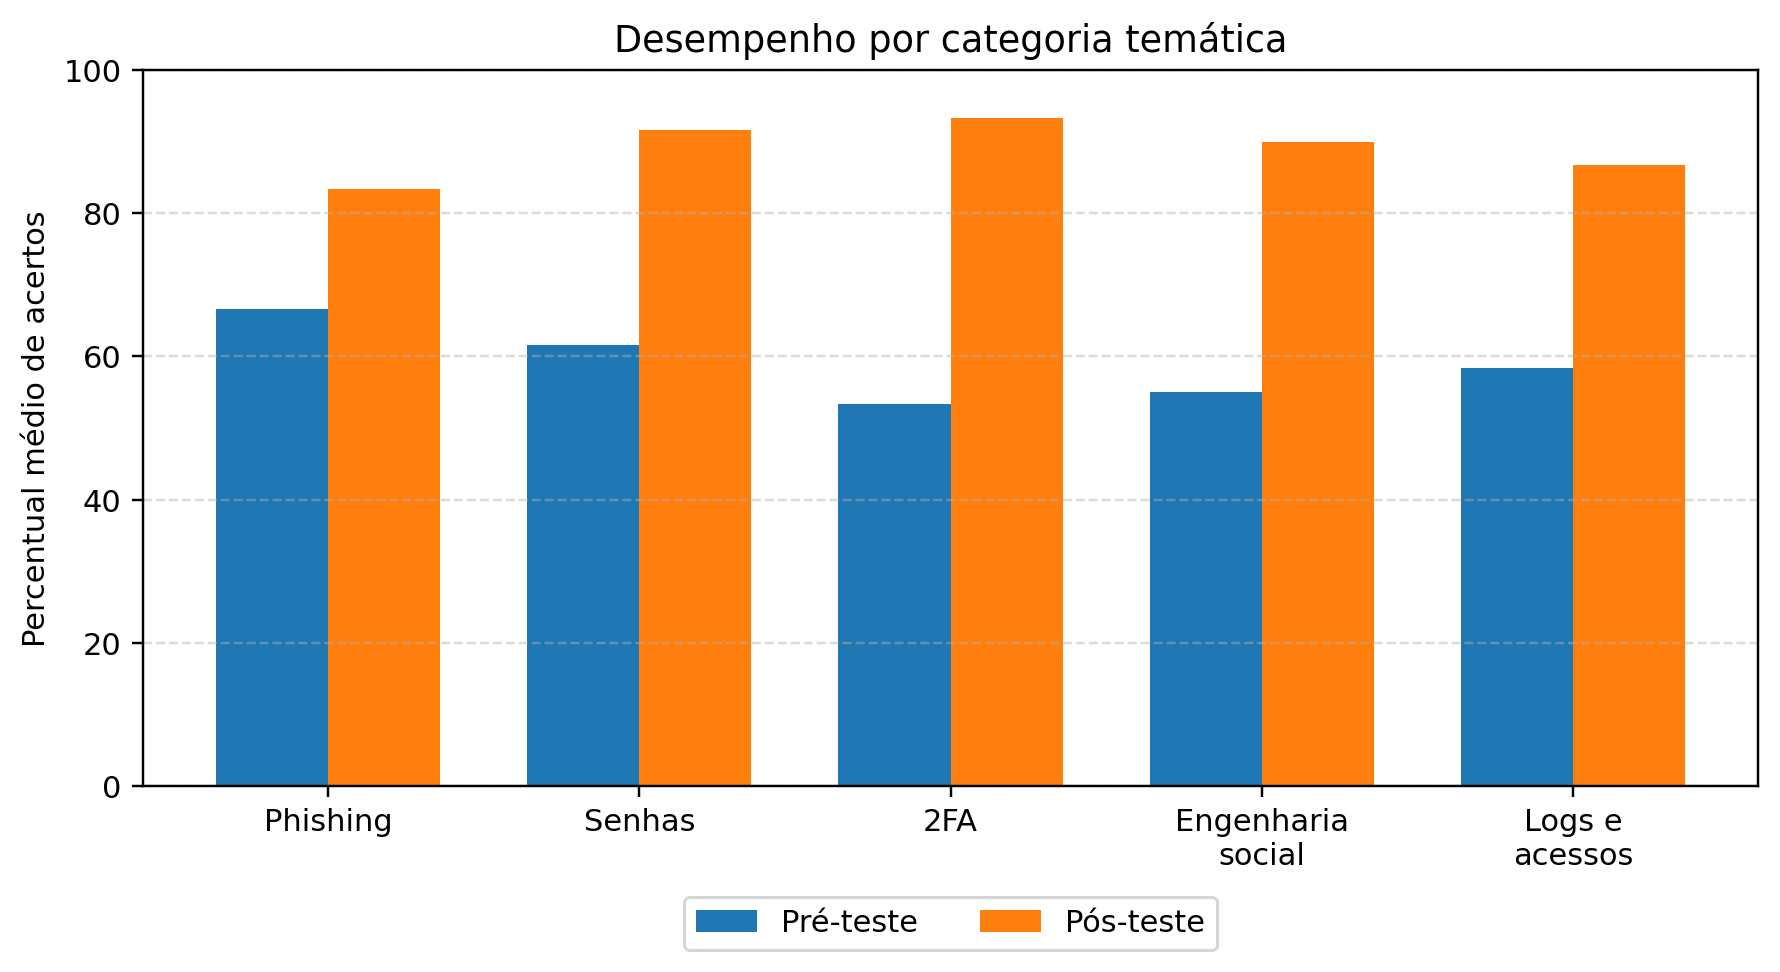 Desempenho por categoria temática
Percentual médio de acertos
100
80
60
40
20
0
Phishing
Senhas
2FA
Engenharia
social
Logs e
acessos
Pré-teste
Pós-teste